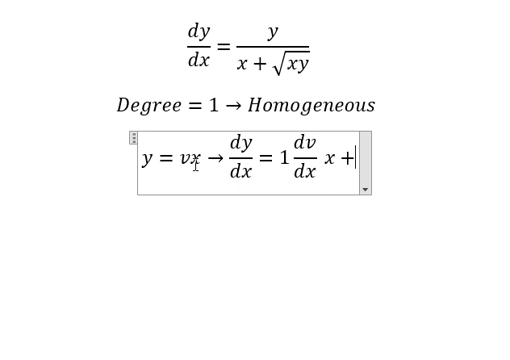 dy/dx = y/(x + √xy)
Degree = 1 → Homogeneous
y = vx → dy/dx = 1 dv/dx x +